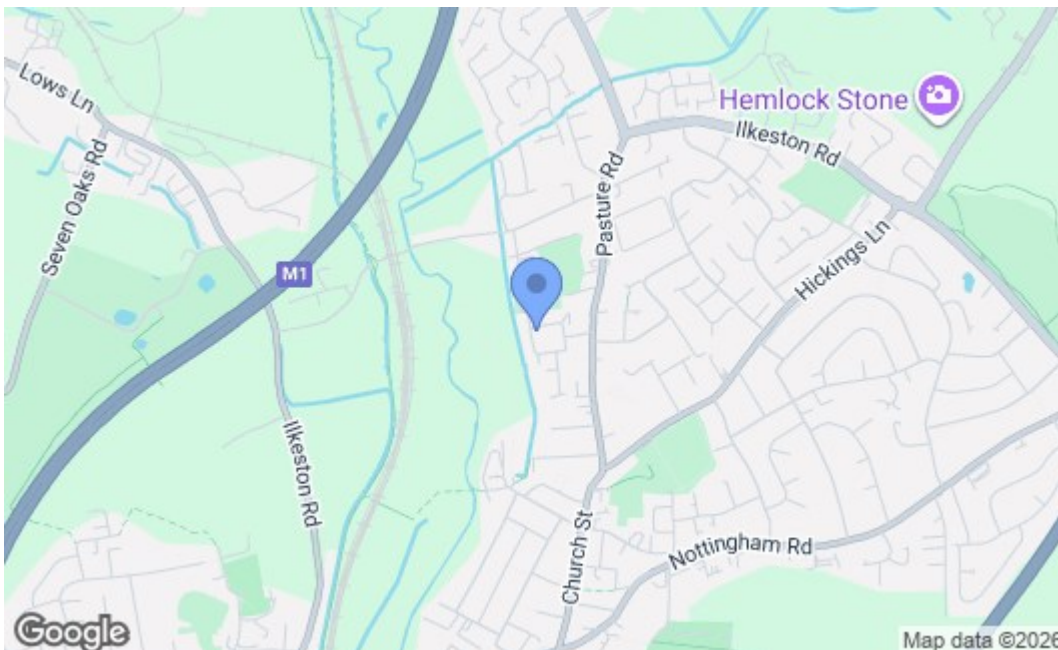 Lows Ln
Seven Oaks Rd
M1
Ilkeston Rd
Pasture Rd
Hemlock Stone
Ilkeston Rd
Hickings Ln
Church St
Nottingham Rd
Google
Map data ©2026